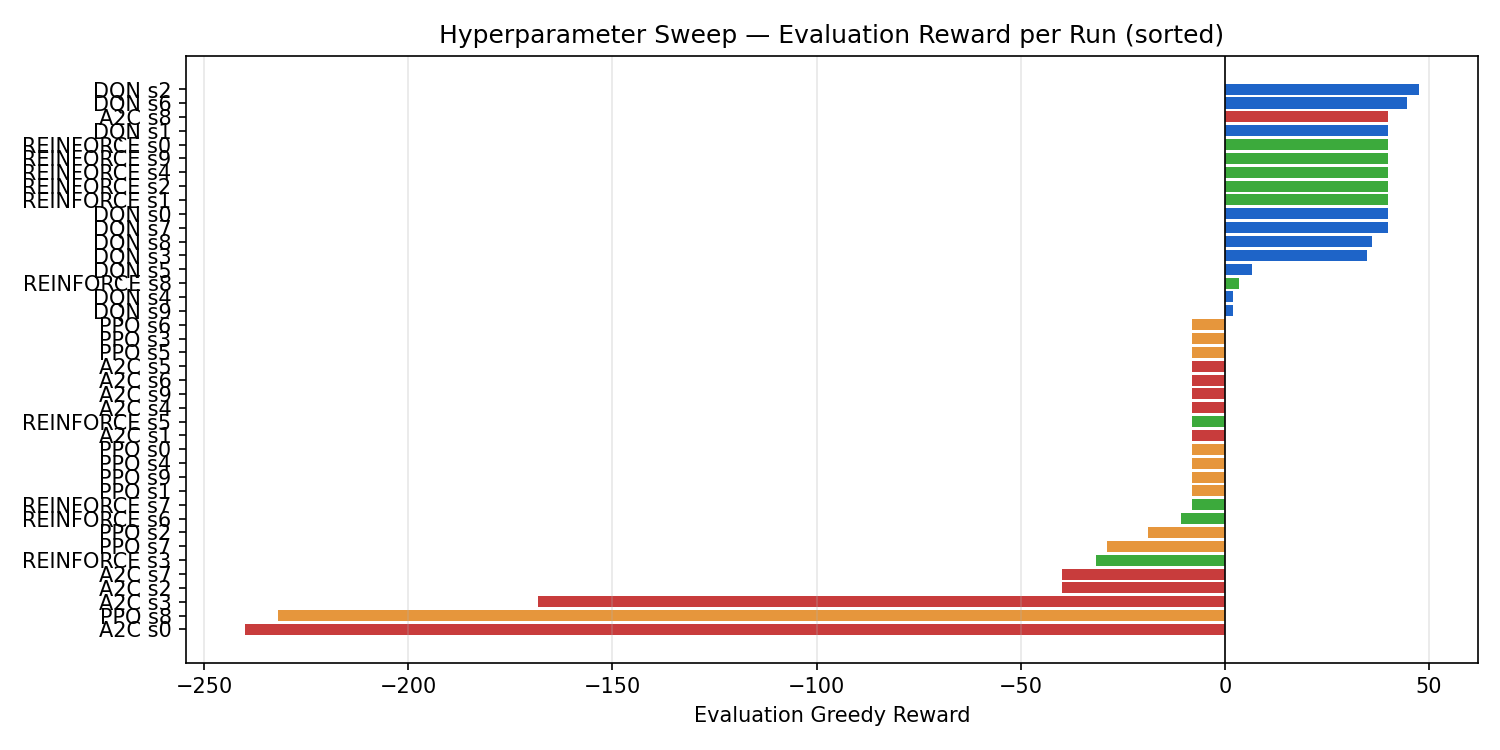 Hyperparameter Sweep — Evaluation Reward per Run (sorted)
DQN s2
DQN s6
A2C s8
DQN s1
REINFORCE s0
REINFORCE s9
REINFORCE s4
REINFORCE s2
REINFORCE s1
DQN s0
DQN s7
DQN s8
DQN s3
DQN s5
REINFORCE s8
DQN s4
DQN s9
PPO s6
PPO s3
PPO s5
A2C s5
A2C s6
A2C s9
A2C s4
REINFORCE s5
A2C s1
PPO s0
PPO s4
PPO s9
PPO s1
REINFORCE s7
REINFORCE s6
PPO s2
PPO s7
REINFORCE s3
A2C s7
A2C s2
A2C s3
PPO s8
A2C s0
−250 −200 −150 −100 −50 0 50
Evaluation Greedy Reward